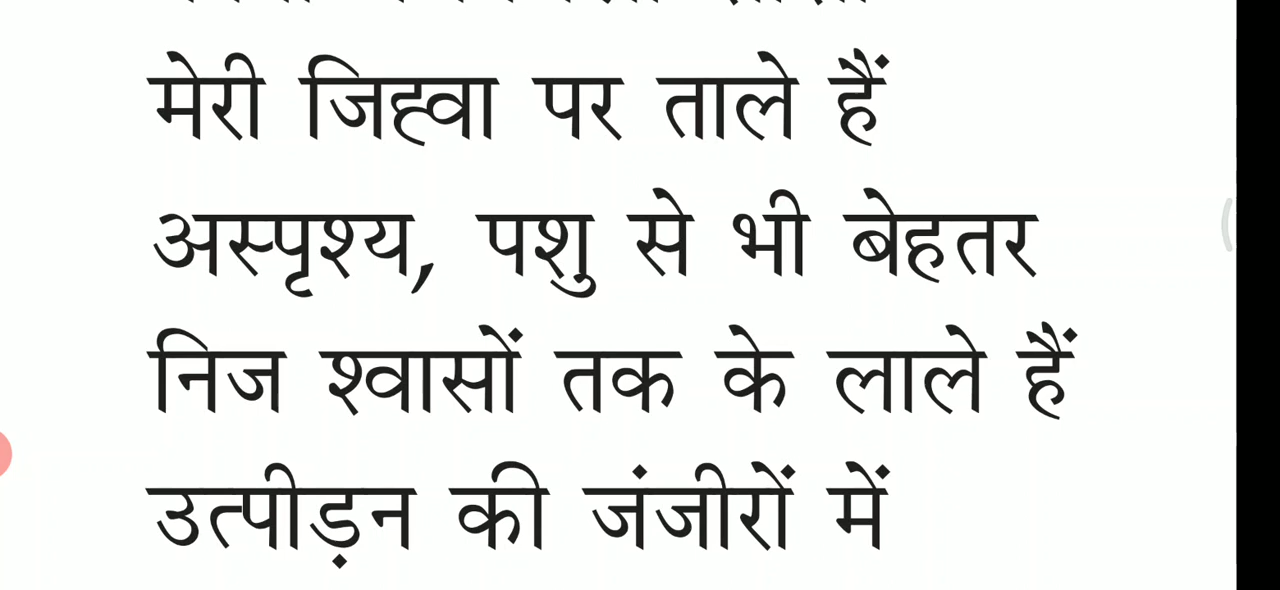 मेरी जिह्वा पर ताले हैं
अस्पृश्य, पशु से भी बेहतर
निज श्वासों तक के लाले हैं
उत्पीड़न की जंजीरों में